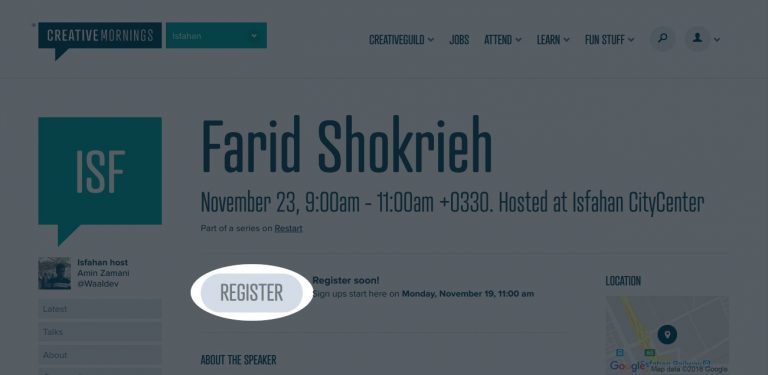 CREATIVEMORNINGS
Isfahan
CREATIVEGUILD JOBS ATTEND LEARN FUN STUFF
ISF
Farid Shokrieh
November 23, 9:00am - 11:00am +0330. Hosted at Isfahan CityCenter
Part of a series on Restart
Isfahan host
Amin Zamani
@Waaldev
Latest
Talks
About
REGISTER
Register soon!
Sign ups start here on Monday, November 19, 11:00 am
ABOUT THE SPEAKER
LOCATION
Google
Map data ©2018 Google